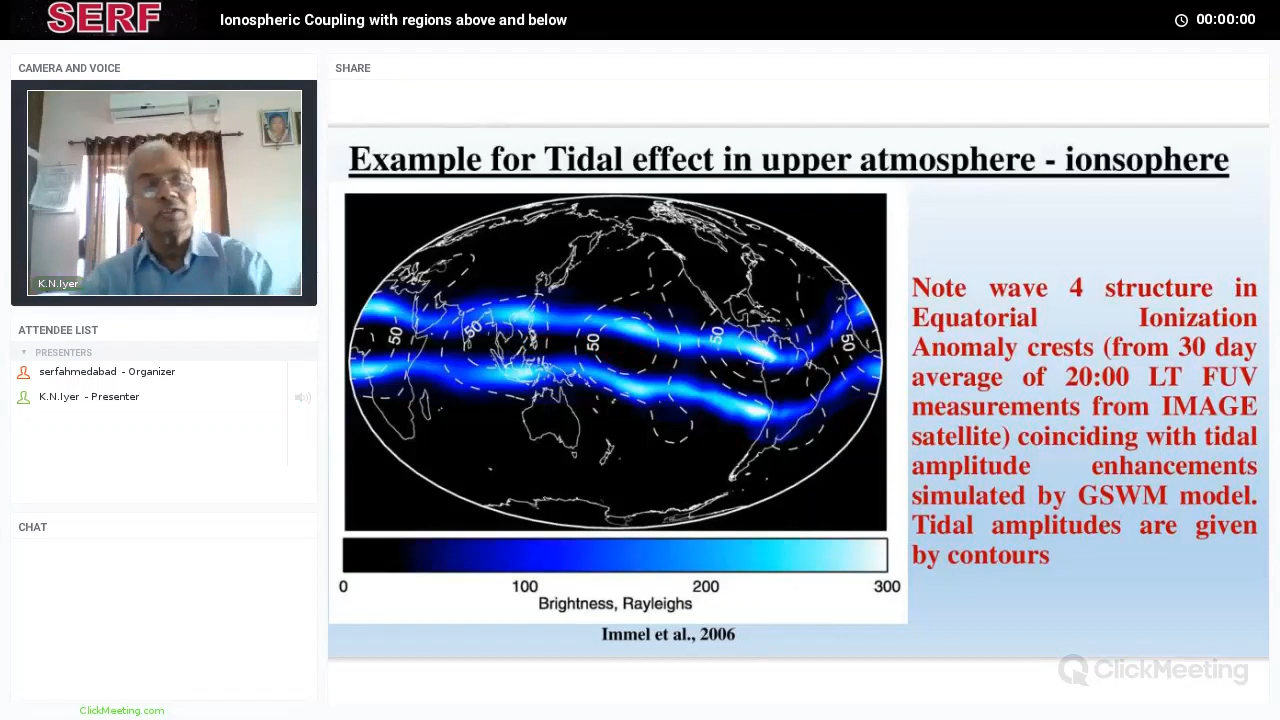 SERF
Ionospheric Coupling with regions above and below
00:00:00
CAMERA AND VOICE
K.N.Iyer
ATTENDEE LIST
PRESENTERS
serfahmedabad - Organizer
K.N.Iyer - Presenter
CHAT
ClickMeeting.com
SHARE
Example for Tidal effect in upper atmosphere - ionsophere
50
50
50
50
50
0
100
200
300
Brightness, Rayleighs
Immel et al., 2006
Note wave 4 structure in
Equatorial Ionization
Anomaly crests (from 30 day
average of 20:00 LT FUV
measurements from IMAGE
satellite) coinciding with tidal
amplitude enhancements
simulated by GSWM model.
Tidal amplitudes are given
by contours
ClickMeeting